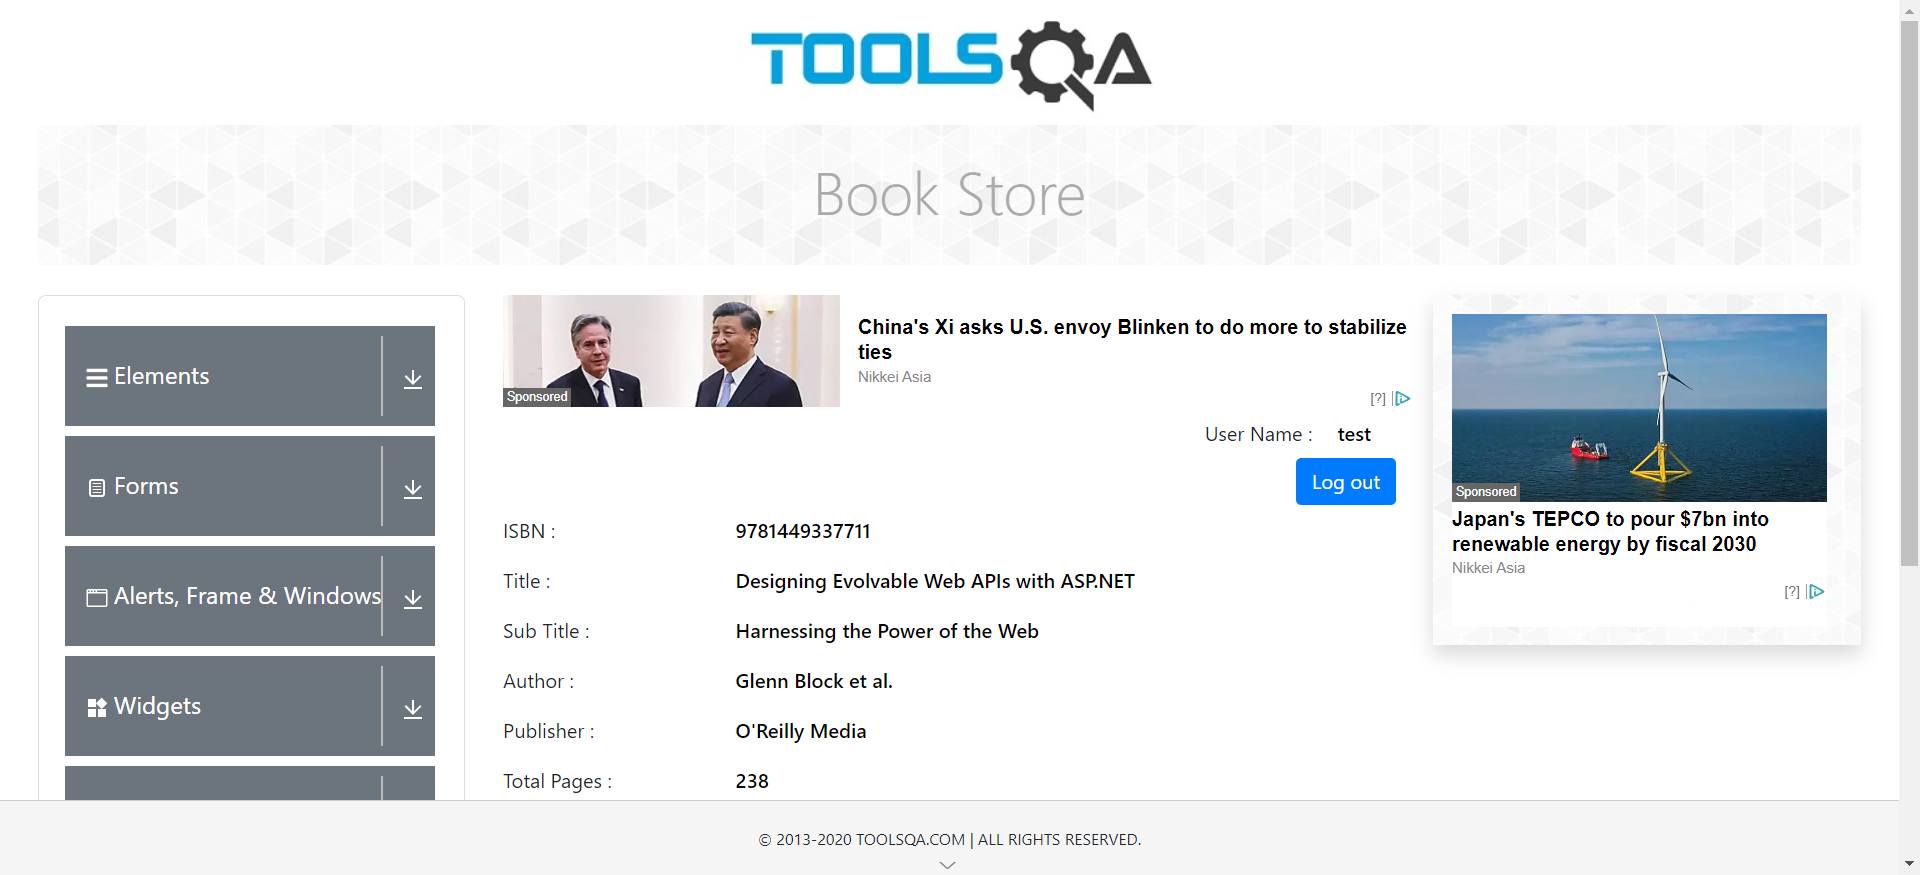 TOOLSQA
Book Store
Elements
Forms
Alerts, Frame & Windows
Widgets
Sponsored
China's Xi asks U.S. envoy Blinken to do more to stabilize
ties
Nikkei Asia
[?]
User Name : test
Log out
ISBN : 9781449337711
Title : Designing Evolvable Web APIs with ASP.NET
Sub Title : Harnessing the Power of the Web
Author : Glenn Block et al.
Publisher : O'Reilly Media
Total Pages : 238
Sponsored
Japan's TEPCO to pour $7bn into
renewable energy by fiscal 2030
Nikkei Asia
[?]
© 2013-2020 TOOLSQA.COM | ALL RIGHTS RESERVED.